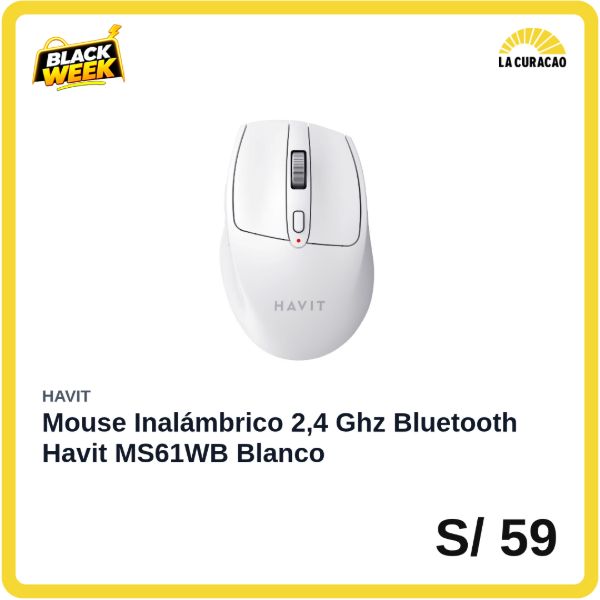 BLACK
WEEK
LA CURACAO
HAVIT
HAVIT
Mouse Inalámbrico 2,4 Ghz Bluetooth
Havit MS61WB Blanco
S/ 59